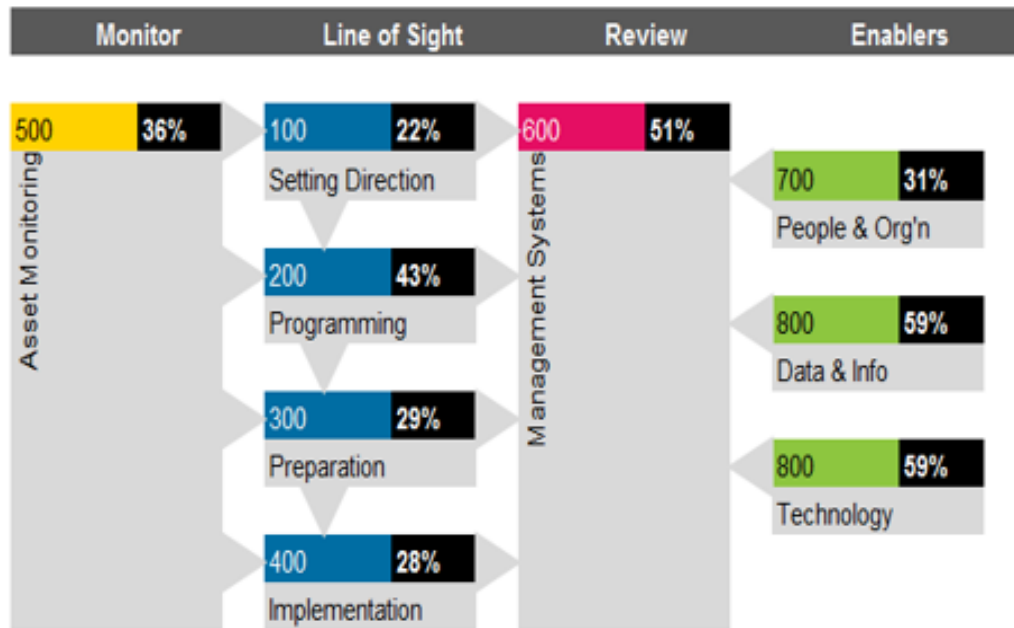 Monitor
Line of Sight
Review
Enablers
500 36%
Asset Monitoring
100 22%
Setting Direction
200 43%
Programming
300 29%
Preparation
400 28%
Implementation
600 51%
Management Systems
700 31%
People & Org'n
800 59%
Data & Info
800 59%
Technology